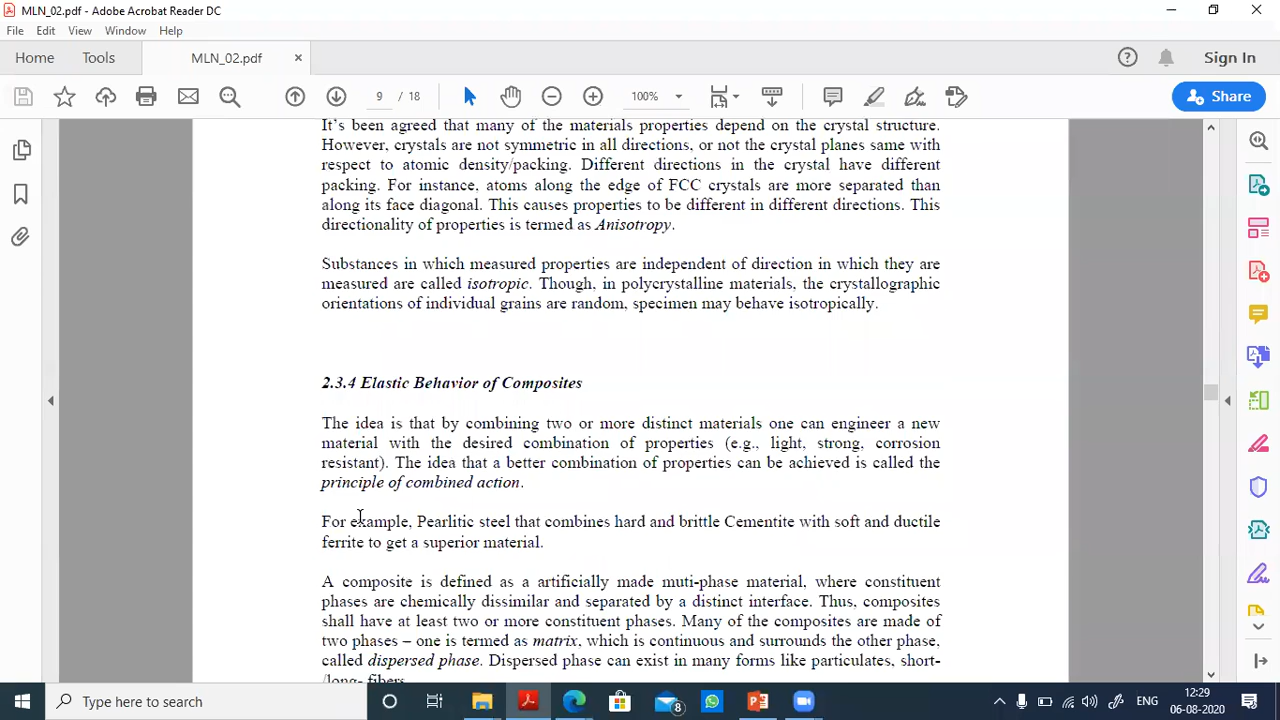 MLN_02.pdf - Adobe Acrobat Reader DC
File Edit View Window Help
Home Tools MLN_02.pdf × Sign In
9 / 18 100% Share
It's been agreed that many of the materials properties depend on the crystal structure.
However, crystals are not symmetric in all directions, or not the crystal planes same with
respect to atomic density/packing. Different directions in the crystal have different
packing. For instance, atoms along the edge of FCC crystals are more separated than
along its face diagonal. This causes properties to be different in different directions. This
directionality of properties is termed as Anisotropy.
Substances in which measured properties are independent of direction in which they are
measured are called isotropic. Though, in polycrystalline materials, the crystallographic
orientations of individual grains are random, specimen may behave isotropically.
2.3.4 Elastic Behavior of Composites
The idea is that by combining two or more distinct materials one can engineer a new
material with the desired combination of properties (e.g., light, strong, corrosion
resistant). The idea that a better combination of properties can be achieved is called the
principle of combined action.
For example, Pearlitic steel that combines hard and brittle Cementite with soft and ductile
ferrite to get a superior material.
A composite is defined as a artificially made muti-phase material, where constituent
phases are chemically dissimilar and separated by a distinct interface. Thus, composites
shall have at least two or more constituent phases. Many of the composites are made of
two phases – one is termed as matrix, which is continuous and surrounds the other phase,
called dispersed phase. Dispersed phase can exist in many forms like particulates, short-
/long- fibers
Type here to search 8 ENG 12:29
06-08-2020